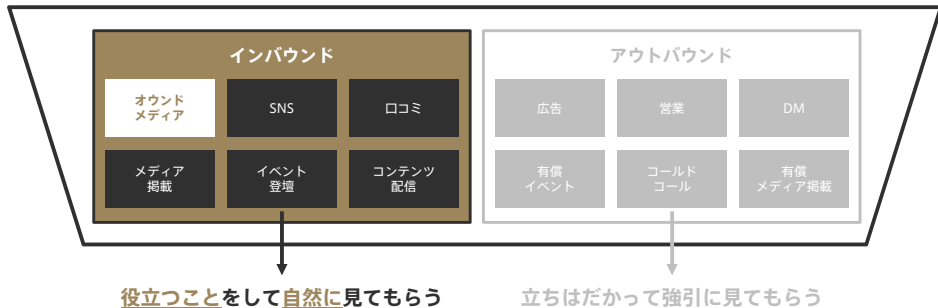 インバウンド
オウンド
メディア
SNS
口コミ
メディア
掲載
イベント
登壇
コンテンツ
配信
アウトバウンド
広告
営業
DM
有償
イベント
コールド
コール
有償
メディア掲載
役立つことをして自然に見てもらう
立ちはだかって強引に見てもらう